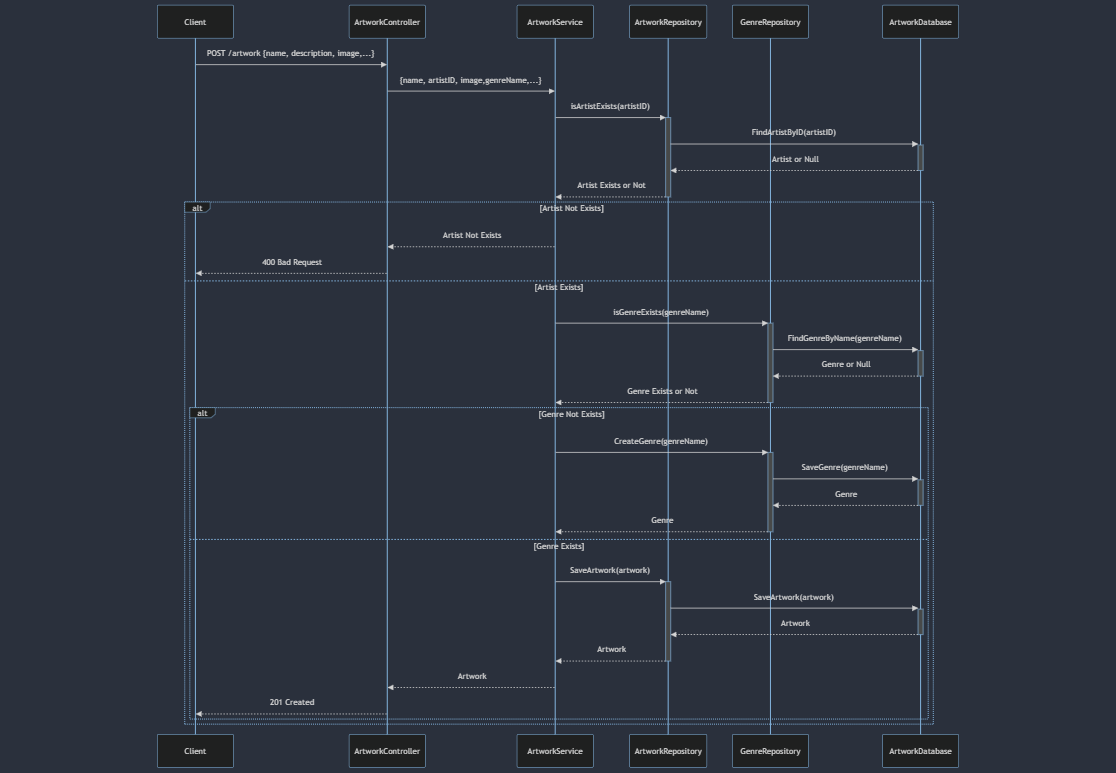 Client
ArtworkController
ArtworkService
ArtworkRepository
GenreRepository
ArtworkDatabase
POST /artwork {name, description, image,...}
{name, artistID, image,genreName,...}
isArtistExists(artistID)
FindArtistByID(artistID)
Artist or Null
Artist Exists or Not
alt
[Artist Not Exists]
Artist Not Exists
400 Bad Request
[Artist Exists]
isGenreExists(genreName)
FindGenreByName(genreName)
Genre or Null
Genre Exists or Not
alt
[Genre Not Exists]
CreateGenre(genreName)
SaveGenre(genreName)
Genre
Genre
[Genre Exists]
SaveArtwork(artwork)
SaveArtwork(artwork)
Artwork
Artwork
Artwork
201 Created
Client
ArtworkController
ArtworkService
ArtworkRepository
GenreRepository
ArtworkDatabase